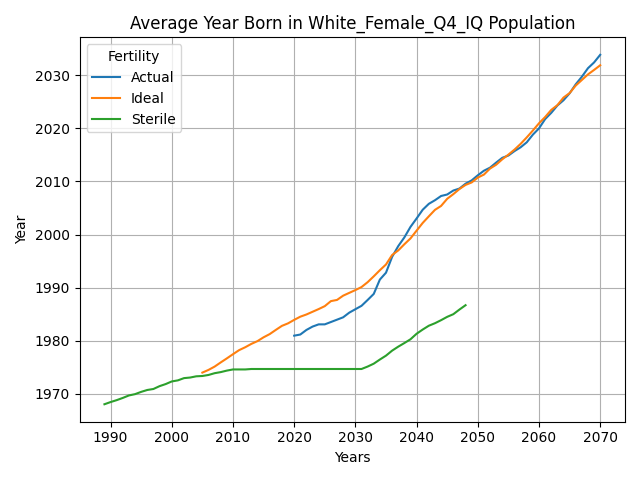 Average Year Born in White_Female_Q4_IQ Population
Fertility
Actual
Ideal
Sterile
Year
2030
2020
2010
2000
1990
1980
1970
1990 2000 2010 2020 2030 2040 2050 2060 2070
Years